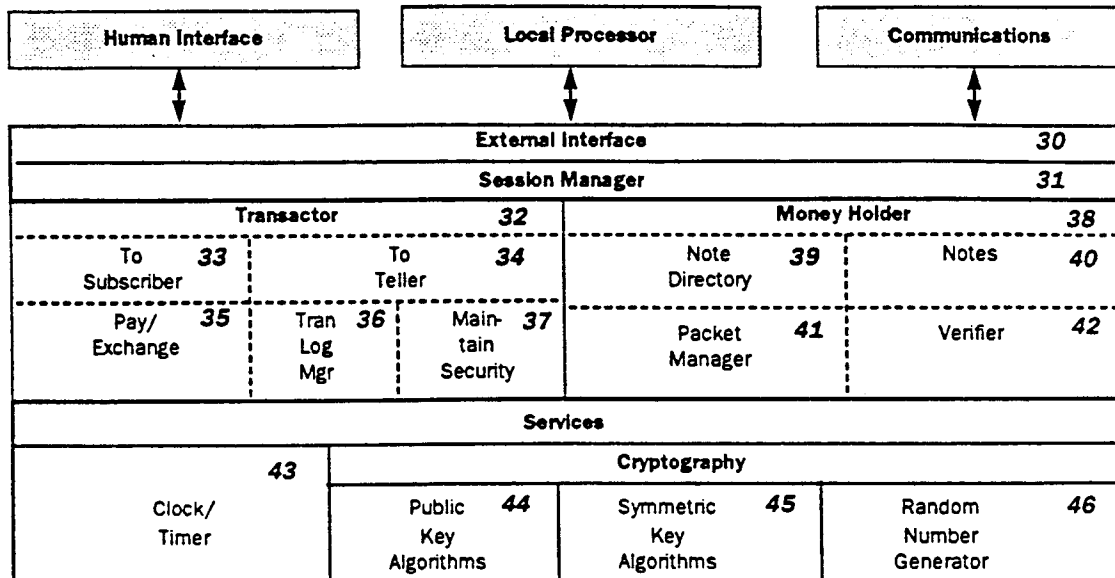 Human Interface
Local Processor
Communications
External Interface 30
Session Manager 31
Transactor 32
Money Holder 38
To 33
Subscriber
To 34
Teller
Note 39
Directory
Notes 40
Pay/ 35
Exchange
Tran 36
Log
Mgr
Main- 37
tain
Security
Packet 41
Manager
Verifier 42
Services
43
Clock/
Timer
Cryptography
Public 44
Key
Algorithms
Symmetric 45
Key
Algorithms
Random 46
Number
Generator